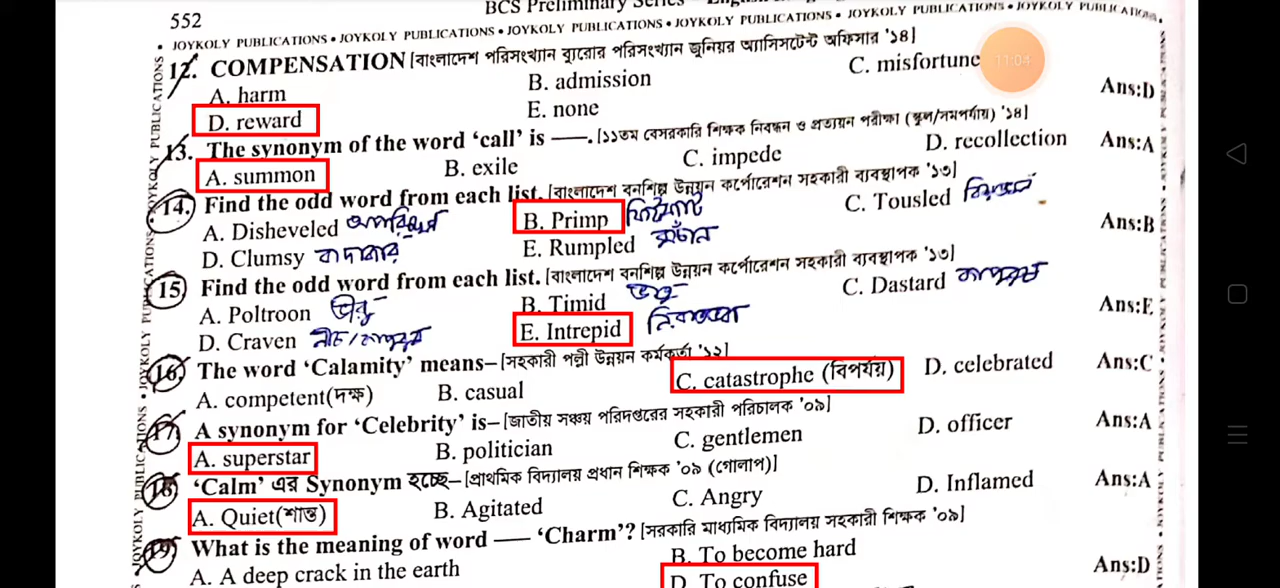 552
BCS Preliminary Series
• JOYKOLY PUBLICATIONS • JOYKOLY PUBLICATIONS • JOYKOLY PUBLICATIONS • JOYKOLY PUBLICATIONS • JOYKOLY PUBLICATIONS • JOYKOLY PUBLICATIONS
12. COMPENSATION [বাংলাদেশ পরিসংখ্যান ব্যুরোর পরিসংখ্যান জুনিয়র অ্যাসিসটেন্ট অফিসার '১৪]
A. harm B. admission C. misfortune 11:04
D. reward E. none Ans:D
13. The synonym of the word 'call' is ——. [১১তম বেসরকারি শিক্ষক নিবন্ধন ও প্রত্যয়ন পরীক্ষা (স্কুল/সমপর্যায়) '১৪]
A. summon B. exile C. impede D. recollection Ans:A
14. Find the odd word from each list. [বাংলাদেশ বনশিল্প উন্নয়ন কর্পোরেশন সহকারী ব্যবস্থাপক '১৩]
A. Disheveled B. Primp C. Tousled
D. Clumsy E. Rumpled Ans:B
15. Find the odd word from each list. [বাংলাদেশ বনশিল্প উন্নয়ন কর্পোরেশন সহকারী ব্যবস্থাপক '১৩]
A. Poltroon ভীরু B. Timid C. Dastard কাপুরুষ
D. Craven নীচ/কাপুরুষ E. Intrepid Ans:E
16. The word 'Calamity' means– [সহকারী পল্লী উন্নয়ন কর্মকর্তা '১২]
A. competent(দক্ষ) B. casual C. catastrophe (বিপর্যয়) D. celebrated Ans:C
17. A synonym for 'Celebrity' is– [জাতীয় সঞ্চয় পরিদপ্তরের সহকারী পরিচালক '০৯]
A. superstar B. politician C. gentlemen D. officer Ans:A
18. 'Calm' এর Synonym হচ্ছে– [প্রাথমিক বিদ্যালয় প্রধান শিক্ষক '০৯ (গোলাপ)]
A. Quiet(শান্ত) B. Agitated C. Angry D. Inflamed Ans:A
19. What is the meaning of word —— 'Charm'? [সরকারি মাধ্যমিক বিদ্যালয় সহকারী শিক্ষক '০৯]
A. A deep crack in the earth B. To become hard
D. To confuse Ans:D